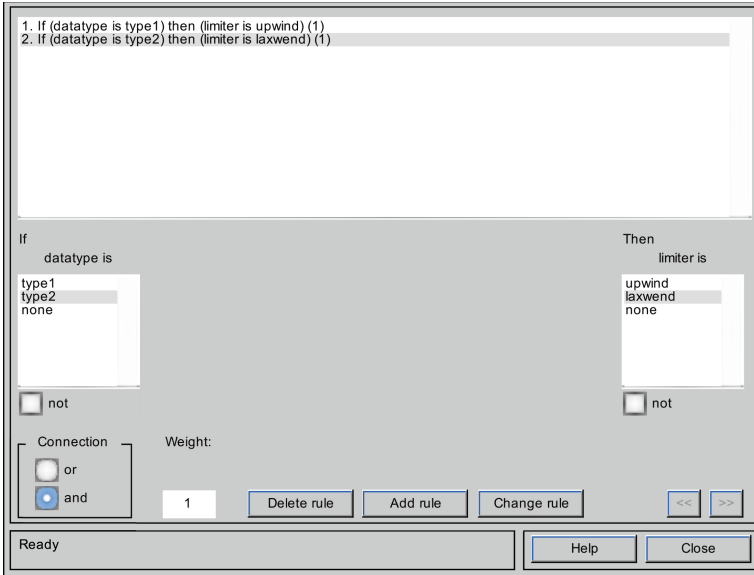 1. If (datatype is type1) then (limiter is upwind) (1)
2. If (datatype is type2) then (limiter is laxwend) (1)
If
Then
datatype is
limiter is
type1
type2
none
upwind
laxwend
none
not
not
Connection
or
and
Weight:
1
Delete rule
Add rule
Change rule
<<
>>
Ready
Help
Close